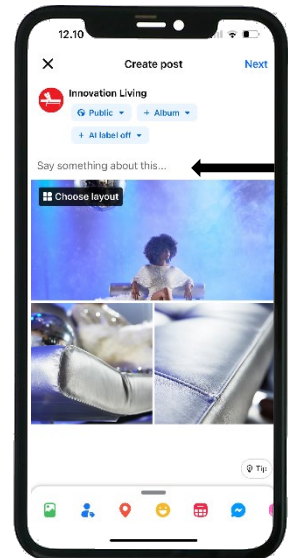 12.10
Create post
Next
Innovation Living
Public
+ Album
+ AI label off
Say something about this...
Choose layout
Tip